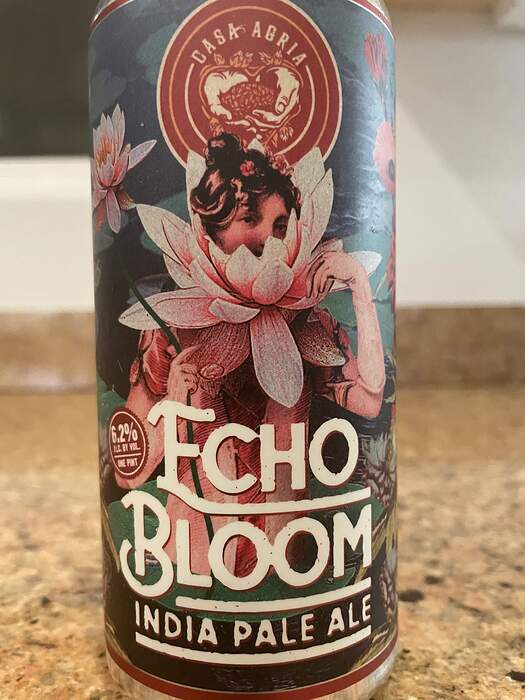 CASA AGRIA
6.2%
ALC. BY VOL.
ONE PINT
ECHO
BLOOM
INDIA PALE ALE